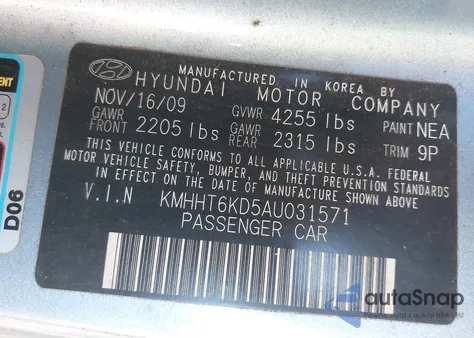 MENT
2
D06
MANUFACTURED IN KOREA BY
HYUNDAI MOTOR COMPANY
NOV/16/09 GVWR 4255 lbs PAINT NEA
GAWR FRONT 2205 lbs GAWR REAR 2315 lbs TRIM 9P
THIS VEHICLE CONFORMS TO ALL APPLICABLE U.S.A. FEDERAL
MOTOR VEHICLE SAFETY, BUMPER, AND THEFT PREVENTION STANDARDS
IN EFFECT ON THE DATE OF MANUFACTURE SHOWN ABOVE.
V.I.N KMHHT6KD5AU031571
PASSENGER CAR
autoSnap